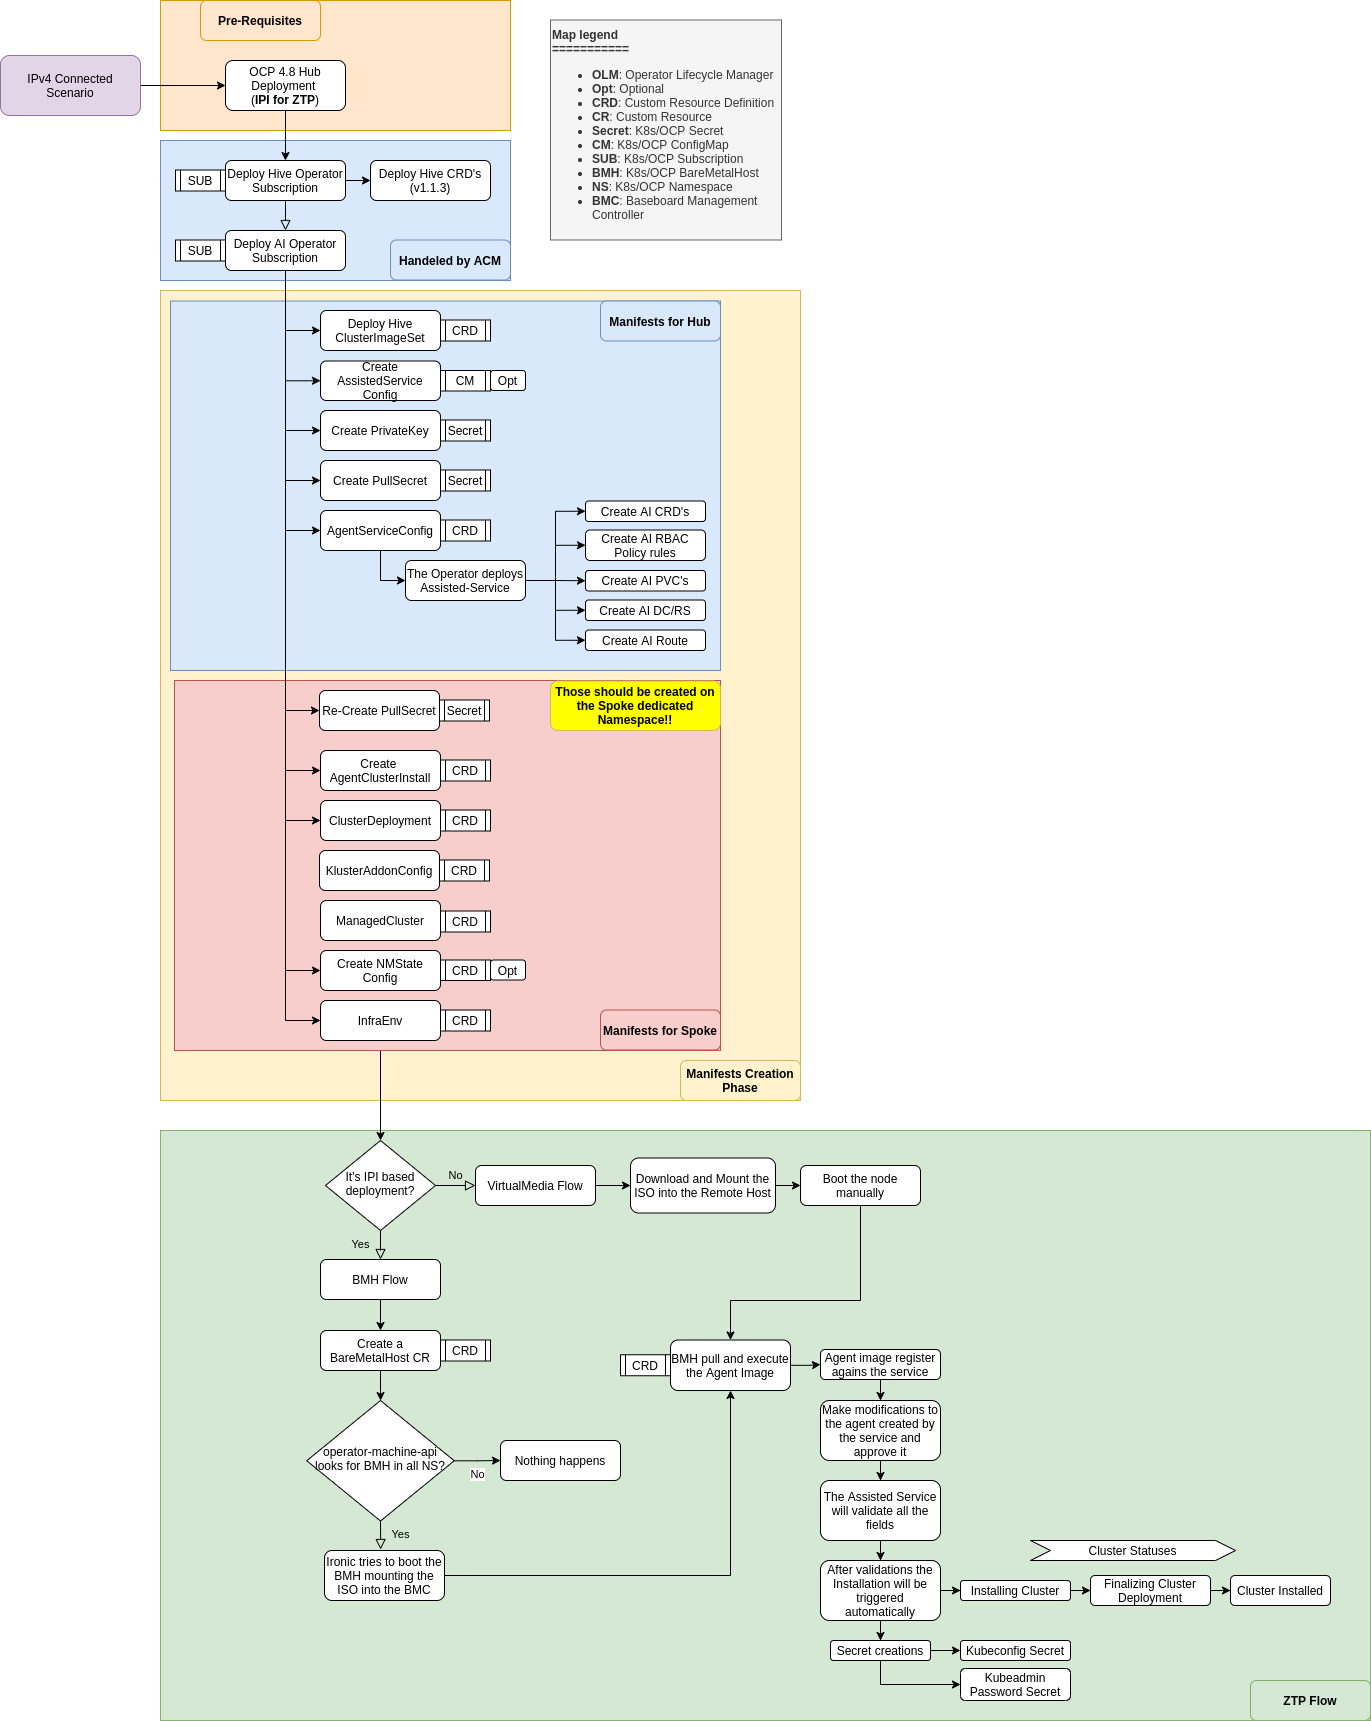 Pre-Requisites
IPv4 Connected
Scenario
OCP 4.8 Hub
Deployment
(IPI for ZTP)
Map legend
===========
OLM: Operator Lifecycle Manager
Opt: Optional
CRD: Custom Resource Definition
CR: Custom Resource
Secret: K8s/OCP Secret
CM: K8s/OCP ConfigMap
SUB: K8s/OCP Subscription
BMH: K8s/OCP BareMetalHost
NS: K8s/OCP Namespace
BMC: Baseboard Management
Controller
SUB
Deploy Hive Operator
Subscription
Deploy Hive CRD's
(v1.1.3)
SUB
Deploy AI Operator
Subscription
Handeled by ACM
Manifests for Hub
Deploy Hive
ClusterImageSet
CRD
Create
AssistedService
Config
CM
Opt
Create PrivateKey
Secret
Create PullSecret
Secret
AgentServiceConfig
CRD
The Operator deploys
Assisted-Service
Create AI CRD's
Create AI RBAC
Policy rules
Create AI PVC's
Create AI DC/RS
Create AI Route
Those should be created on
the Spoke dedicated
Namespace!!
Re-Create PullSecret
Secret
Create
AgentClusterInstall
CRD
ClusterDeployment
CRD
KlusterAddonConfig
CRD
ManagedCluster
CRD
Create NMState
Config
CRD
Opt
InfraEnv
CRD
Manifests for Spoke
Manifests Creation
Phase
It's IPI based
deployment?
No
VirtualMedia Flow
Download and Mount the
ISO into the Remote Host
Boot the node
manually
Yes
BMH Flow
Create a
BareMetalHost CR
CRD
operator-machine-api
looks for BMH in all NS?
No
Nothing happens
Yes
Ironic tries to boot the
BMH mounting the
ISO into the BMC
CRD
BMH pull and execute
the Agent Image
Agent image register
agains the service
Make modifications to
the agent created by
the service and
approve it
The Assisted Service
will validate all the
fields
After validations the
Installation will be
triggered
automatically
Cluster Statuses
Installing Cluster
Finalizing Cluster
Deployment
Cluster Installed
Secret creations
Kubeconfig Secret
Kubeadmin
Password Secret
ZTP Flow